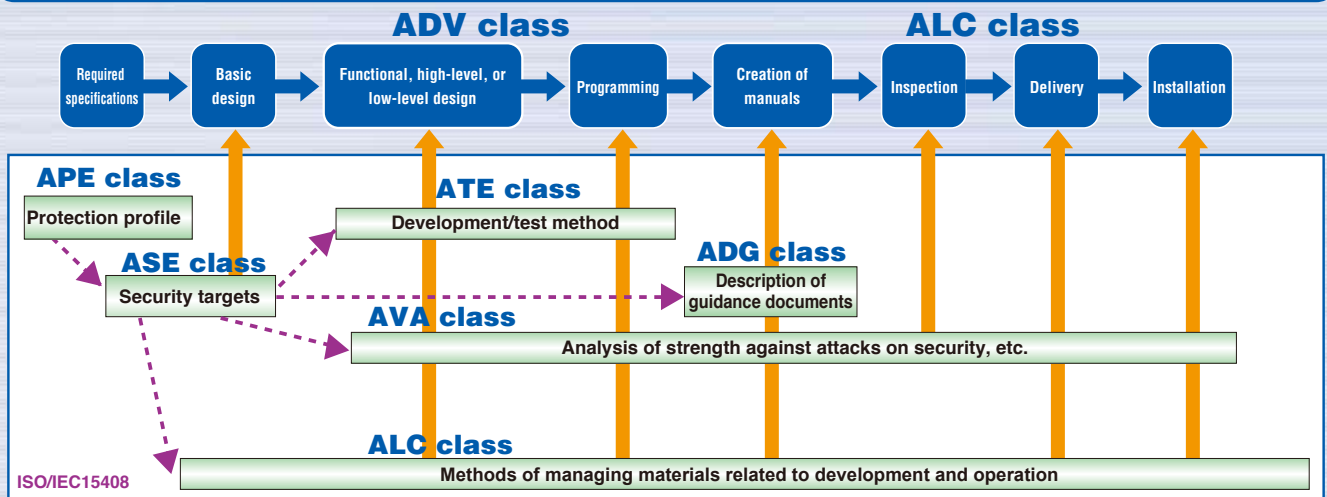 ADV class
ALC class
Required
specifications
Basic
design
Functional, high-level, or
low-level design
Programming
Creation of
manuals
Inspection
Delivery
Installation
APE class
Protection profile
ATE class
Development/test method
ASE class
Security targets
ADG class
Description of
guidance documents
AVA class
Analysis of strength against attacks on security, etc.
ALC class
Methods of managing materials related to development and operation
ISO/IEC15408